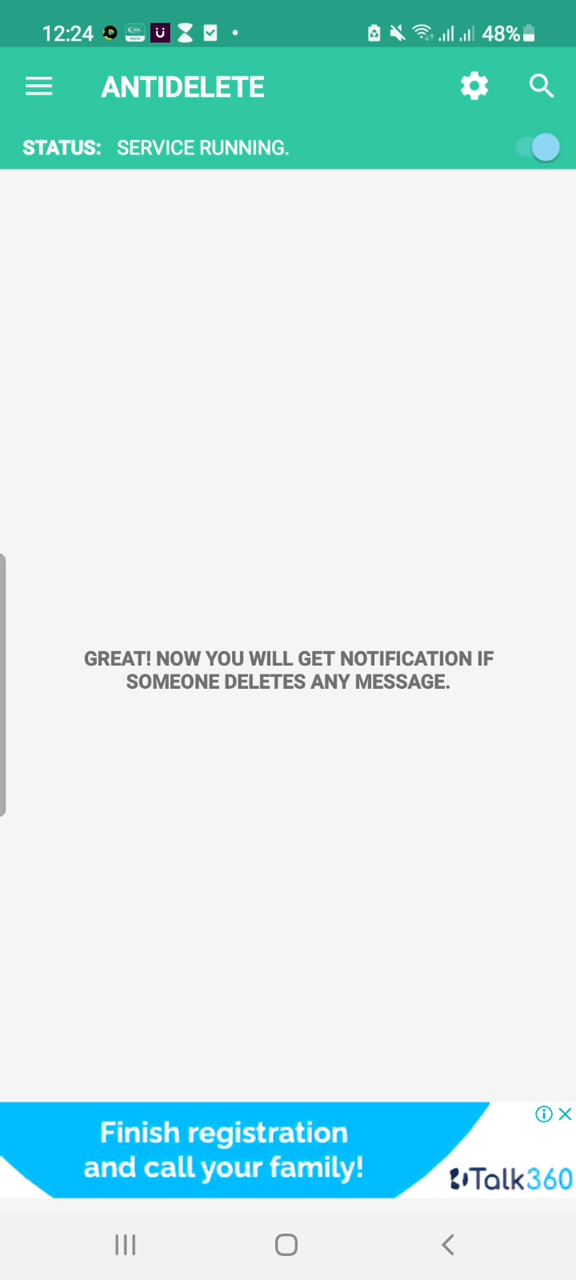 12:24
48%
ANTIDELETE
STATUS: SERVICE RUNNING.
GREAT! NOW YOU WILL GET NOTIFICATION IF
SOMEONE DELETES ANY MESSAGE.
Finish registration
and call your family!
Talk360